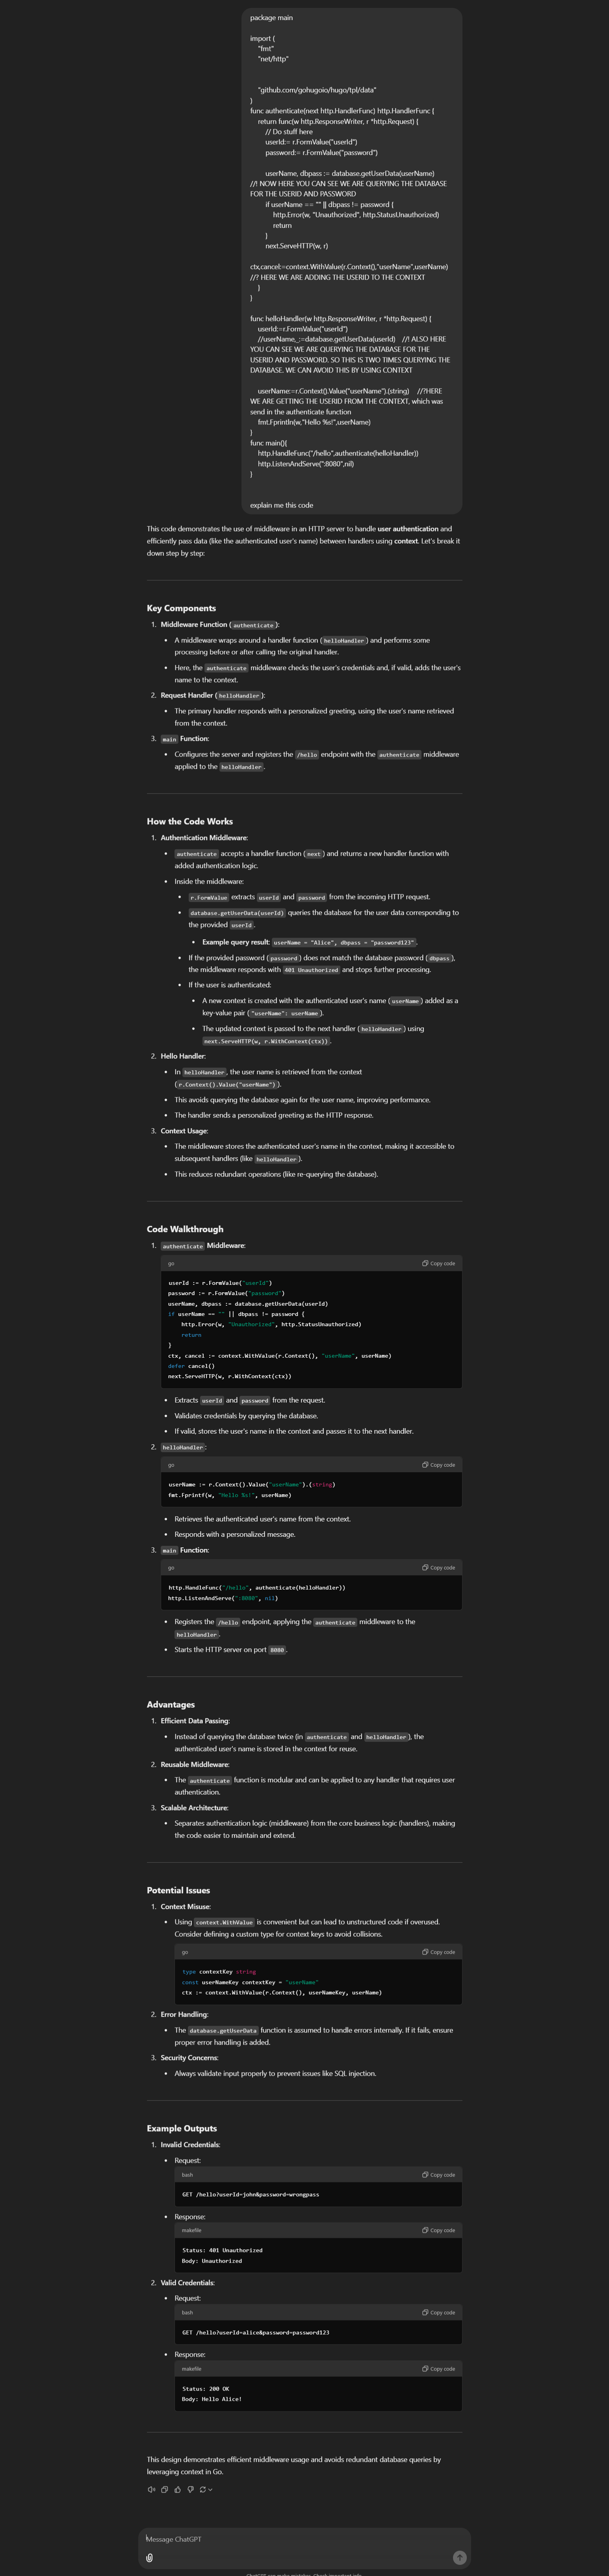 package main
import (
"fmt"
"net/http"
"github.com/gohugoio/hugo/tpl/data"
)
func authenticate(next http.HandlerFunc) http.HandlerFunc {
return func(w http.ResponseWriter, r *http.Request) {
// Do stuff here
userId:= r.FormValue("userId")
password:= r.FormValue("password")
userName, dbpass := database.getUserData(userName)
//! NOW HERE YOU CAN SEE WE ARE QUERYING THE DATABASE
FOR THE USERID AND PASSWORD
if userName == "" || dbpass != password {
http.Error(w, "Unauthorized", http.StatusUnauthorized)
return
}
next.ServeHTTP(w, r)
ctx,cancel:=context.WithValue(r.Context(),"userName",userName)
//? HERE WE ARE ADDING THE USERID TO THE CONTEXT
}
}
func helloHandler(w http.ResponseWriter, r *http.Request) {
userId:=r.FormValue("userId")
//userName,_:=database.getUserData(userId) //! ALSO HERE
YOU CAN SEE WE ARE QUERYING THE DATABASE FOR THE
USERID AND PASSWORD. SO THIS IS TWO TIMES QUERYING THE
DATABASE. WE CAN AVOID THIS BY USING CONTEXT
userName:=r.Context().Value("userName").(string) //?HERE
WE ARE GETTING THE USERID FROM THE CONTEXT, which was
send in the authenticate function
fmt.Fprintln(w,"Hello %s!",userName)
}
func main(){
http.HandleFunc("/hello",authenticate(helloHandler))
http.ListenAndServe(":8080",nil)
}
explain me this code
This code demonstrates the use of middleware in an HTTP server to handle user authentication and
efficiently pass data (like the authenticated user's name) between handlers using context. Let's break it
down step by step:
Key Components
1. Middleware Function (authenticate):
• A middleware wraps around a handler function (helloHandler) and performs some
processing before or after calling the original handler.
• Here, the authenticate middleware checks the user's credentials and, if valid, adds the user's
name to the context.
2. Request Handler (helloHandler):
• The primary handler responds with a personalized greeting, using the user's name retrieved
from the context.
3. main Function:
• Configures the server and registers the /hello endpoint with the authenticate middleware
applied to the helloHandler.
How the Code Works
1. Authentication Middleware:
• authenticate accepts a handler function (next) and returns a new handler function with
added authentication logic.
• Inside the middleware:
• r.FormValue extracts userId and password from the incoming HTTP request.
• database.getUserData(userId) queries the database for the user data corresponding to
the provided userId.
• Example query result: userName = "Alice", dbpass = "password123".
• If the provided password (password) does not match the database password (dbpass),
the middleware responds with 401 Unauthorized and stops further processing.
• If the user is authenticated:
• A new context is created with the authenticated user's name (userName) added as a
key-value pair ("userName": userName).
• The updated context is passed to the next handler (helloHandler) using
next.ServeHTTP(w, r.WithContext(ctx)).
2. Hello Handler:
• In helloHandler, the user name is retrieved from the context
(r.Context().Value("userName")).
• This avoids querying the database again for the user name, improving performance.
• The handler sends a personalized greeting as the HTTP response.
3. Context Usage:
• The middleware stores the authenticated user's name in the context, making it accessible to
subsequent handlers (like helloHandler).
• This reduces redundant operations (like re-querying the database).
Code Walkthrough
1. authenticate Middleware:
go Copy code
userId := r.FormValue("userId")
password := r.FormValue("password")
userName, dbpass := database.getUserData(userId)
if userName == "" || dbpass != password {
http.Error(w, "Unauthorized", http.StatusUnauthorized)
return
}
ctx, cancel := context.WithValue(r.Context(), "userName", userName)
defer cancel()
next.ServeHTTP(w, r.WithContext(ctx))
• Extracts userId and password from the request.
• Validates credentials by querying the database.
• If valid, stores the user's name in the context and passes it to the next handler.
2. helloHandler:
go Copy code
userName := r.Context().Value("userName").(string)
fmt.Fprintf(w, "Hello %s!", userName)
• Retrieves the authenticated user's name from the context.
• Responds with a personalized message.
3. main Function:
go Copy code
http.HandleFunc("/hello", authenticate(helloHandler))
http.ListenAndServe(":8080", nil)
• Registers the /hello endpoint, applying the authenticate middleware to the
helloHandler.
• Starts the HTTP server on port 8080.
Advantages
1. Efficient Data Passing:
• Instead of querying the database twice (in authenticate and helloHandler), the
authenticated user's name is stored in the context for reuse.
2. Reusable Middleware:
• The authenticate function is modular and can be applied to any handler that requires user
authentication.
3. Scalable Architecture:
• Separates authentication logic (middleware) from the core business logic (handlers), making
the code easier to maintain and extend.
Potential Issues
1. Context Misuse:
• Using context.WithValue is convenient but can lead to unstructured code if overused.
Consider defining a custom type for context keys to avoid collisions.
go Copy code
type contextKey string
const userNameKey contextKey = "userName"
ctx := context.WithValue(r.Context(), userNameKey, userName)
2. Error Handling:
• The database.getUserData function is assumed to handle errors internally. If it fails, ensure
proper error handling is added.
3. Security Concerns:
• Always validate input properly to prevent issues like SQL injection.
Example Outputs
1. Invalid Credentials:
• Request:
bash Copy code
GET /hello?userId=john&password=wrongpass
• Response:
makefile Copy code
Status: 401 Unauthorized
Body: Unauthorized
2. Valid Credentials:
• Request:
bash Copy code
GET /hello?userId=alice&password=password123
• Response:
makefile Copy code
Status: 200 OK
Body: Hello Alice!
This design demonstrates efficient middleware usage and avoids redundant database queries by
leveraging context in Go.
Message ChatGPT
ChatGPT can make mistakes. Check important info.